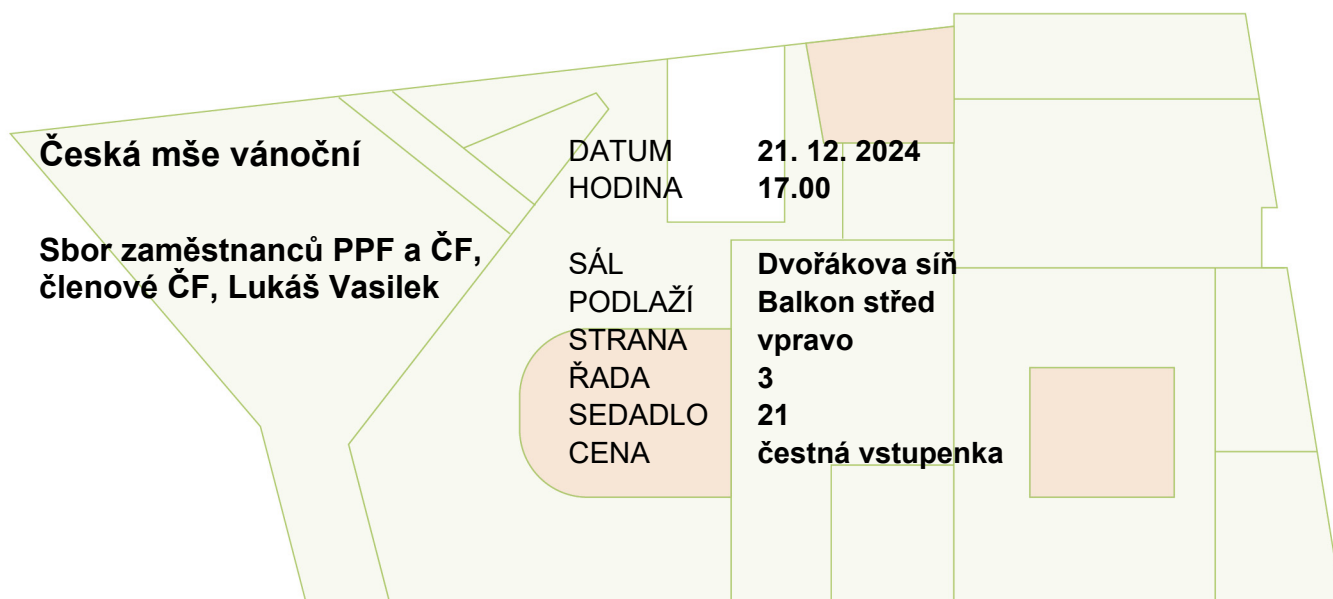 Česká mše vánoční
Sbor zaměstnanců PPF a ČF,
členové ČF, Lukáš Vasilek
DATUM 21. 12. 2024
HODINA 17.00
SÁL Dvořákova síň
PODLAŽÍ Balkon střed
STRANA vpravo
ŘADA 3
SEDADLO 21
CENA čestná vstupenka